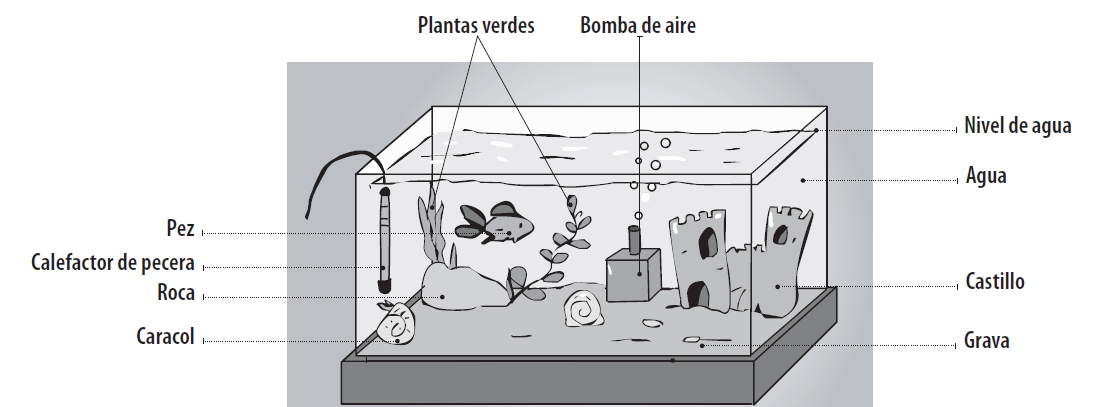 Plantas verdes
Bomba de aire
Nivel de agua
Agua
Pez
Calefactor de pecera
Roca
Castillo
Caracol
Grava